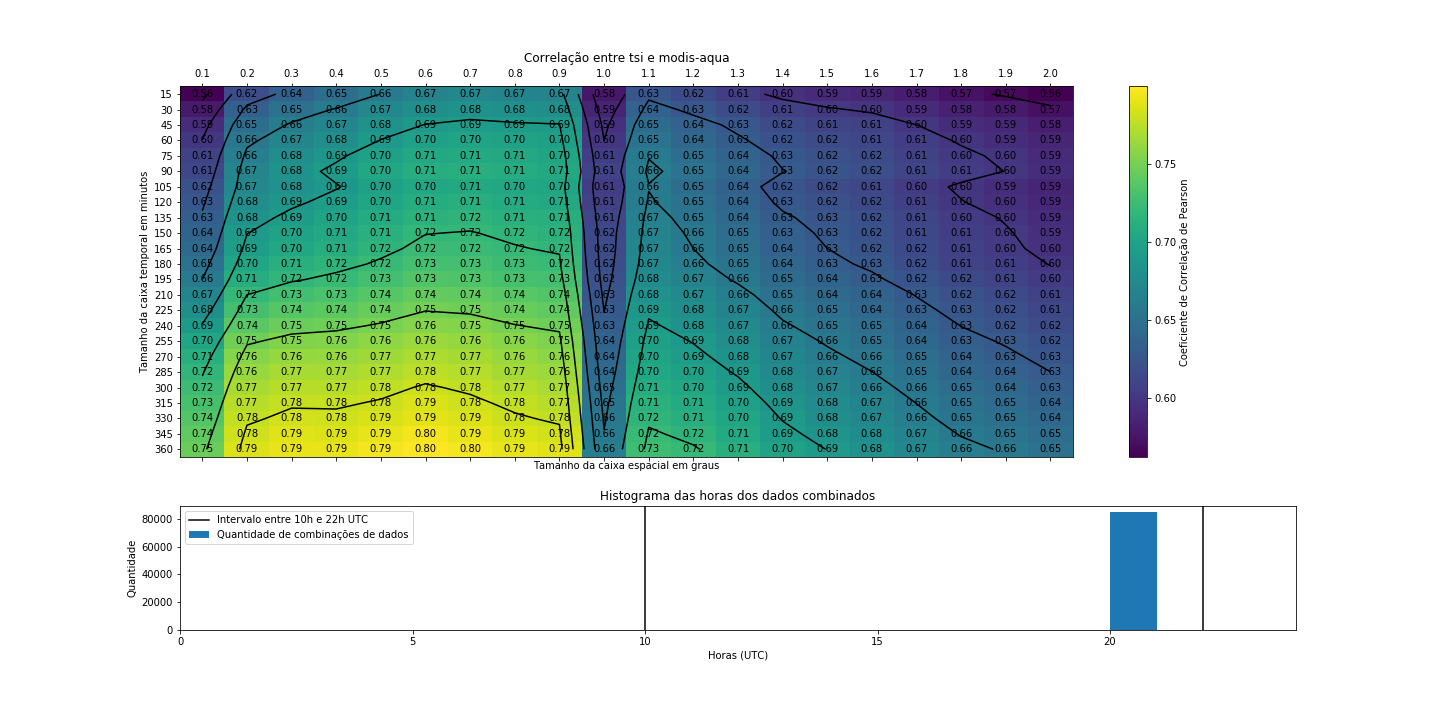 Correlação entre tsi e modis-aqua
0.1 0.2 0.3 0.4 0.5 0.6 0.7 0.8 0.9 1.0 1.1 1.2 1.3 1.4 1.5 1.6 1.7 1.8 1.9 2.0
15 0.56 0.62 0.64 0.65 0.66 0.67 0.67 0.67 0.67 0.58 0.63 0.62 0.61 0.60 0.59 0.59 0.58 0.57 0.57 0.56
30 0.58 0.63 0.65 0.66 0.67 0.68 0.68 0.68 0.68 0.59 0.64 0.63 0.62 0.61 0.60 0.60 0.59 0.58 0.58 0.57
45 0.59 0.65 0.66 0.67 0.68 0.69 0.69 0.69 0.69 0.60 0.65 0.64 0.63 0.62 0.61 0.61 0.60 0.59 0.59 0.58
60 0.60 0.66 0.67 0.68 0.69 0.70 0.70 0.70 0.70 0.60 0.65 0.64 0.63 0.62 0.62 0.61 0.60 0.60 0.59 0.59
75 0.61 0.66 0.68 0.69 0.70 0.71 0.71 0.71 0.70 0.61 0.66 0.65 0.64 0.63 0.62 0.62 0.61 0.60 0.60 0.59
90 0.61 0.67 0.68 0.69 0.70 0.71 0.71 0.71 0.71 0.61 0.66 0.65 0.64 0.63 0.62 0.62 0.61 0.60 0.60 0.59
105 0.62 0.67 0.68 0.69 0.70 0.70 0.71 0.70 0.70 0.61 0.66 0.65 0.64 0.62 0.62 0.61 0.60 0.60 0.59 0.59
120 0.63 0.68 0.69 0.69 0.70 0.71 0.71 0.71 0.71 0.61 0.66 0.65 0.64 0.63 0.62 0.62 0.61 0.60 0.60 0.59
135 0.63 0.68 0.69 0.70 0.71 0.71 0.72 0.71 0.71 0.61 0.67 0.65 0.64 0.63 0.63 0.62 0.61 0.60 0.60 0.59
150 0.64 0.69 0.70 0.71 0.71 0.72 0.72 0.72 0.72 0.62 0.67 0.66 0.65 0.63 0.63 0.62 0.61 0.61 0.60 0.59
165 0.64 0.69 0.70 0.71 0.72 0.72 0.72 0.72 0.72 0.62 0.67 0.66 0.65 0.64 0.63 0.62 0.62 0.61 0.60 0.60
180 0.65 0.70 0.71 0.72 0.72 0.73 0.73 0.73 0.72 0.62 0.67 0.66 0.65 0.64 0.63 0.63 0.62 0.61 0.61 0.60
195 0.66 0.71 0.72 0.72 0.73 0.73 0.73 0.73 0.73 0.62 0.68 0.67 0.66 0.65 0.64 0.63 0.62 0.62 0.61 0.60
210 0.67 0.72 0.73 0.73 0.74 0.74 0.74 0.74 0.74 0.63 0.68 0.67 0.66 0.65 0.64 0.64 0.63 0.62 0.62 0.61
225 0.68 0.73 0.74 0.74 0.74 0.75 0.75 0.74 0.74 0.63 0.69 0.68 0.67 0.66 0.65 0.64 0.63 0.63 0.62 0.61
240 0.69 0.74 0.75 0.75 0.75 0.76 0.75 0.75 0.75 0.63 0.69 0.68 0.67 0.66 0.65 0.65 0.64 0.63 0.62 0.62
255 0.70 0.75 0.75 0.76 0.76 0.76 0.76 0.76 0.75 0.64 0.70 0.69 0.68 0.67 0.66 0.65 0.64 0.63 0.63 0.62
270 0.71 0.76 0.76 0.76 0.77 0.77 0.77 0.76 0.76 0.64 0.70 0.69 0.68 0.67 0.66 0.66 0.65 0.64 0.63 0.63
285 0.72 0.76 0.77 0.77 0.77 0.78 0.77 0.77 0.76 0.64 0.70 0.70 0.69 0.68 0.67 0.66 0.65 0.64 0.64 0.63
300 0.72 0.77 0.77 0.77 0.78 0.78 0.78 0.77 0.77 0.65 0.71 0.70 0.69 0.68 0.67 0.66 0.66 0.65 0.64 0.63
315 0.73 0.77 0.78 0.78 0.78 0.79 0.78 0.78 0.77 0.65 0.71 0.71 0.70 0.69 0.68 0.67 0.66 0.65 0.65 0.64
330 0.74 0.78 0.78 0.78 0.79 0.79 0.79 0.78 0.78 0.66 0.72 0.71 0.70 0.69 0.68 0.67 0.66 0.65 0.65 0.64
345 0.74 0.78 0.79 0.79 0.79 0.80 0.79 0.79 0.78 0.66 0.72 0.72 0.71 0.69 0.68 0.68 0.67 0.66 0.65 0.65
360 0.75 0.79 0.79 0.79 0.79 0.80 0.80 0.79 0.79 0.66 0.73 0.72 0.71 0.70 0.69 0.68 0.67 0.66 0.66 0.65
Tamanho da caixa temporal em minutos
Tamanho da caixa espacial em graus
0.75
0.70
0.65
0.60
Coeficiente de Correlação de Pearson
Histograma das horas dos dados combinados
Intervalo entre 10h e 22h UTC
Quantidade de combinações de dados
80000
60000
40000
20000
0
Quantidade
0 5 10 15 20
Horas (UTC)